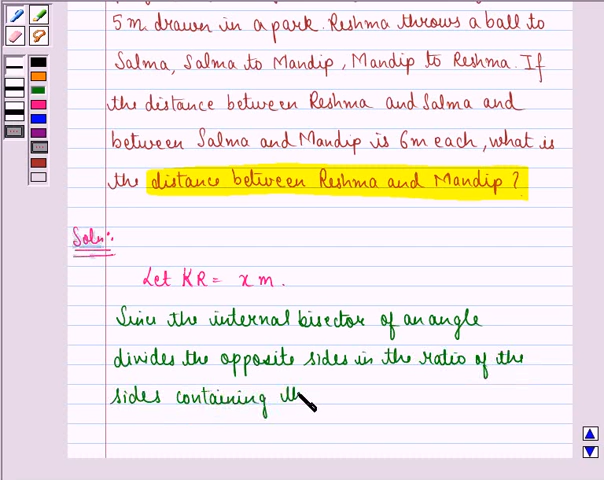 5 m drawn in a park. Reshma throws a ball to
Salma, Salma to Mandip, Mandip to Reshma. If
the distance between Reshma and Salma and
between Salma and Mandip is 6m each, what is
the distance between Reshma and Mandip?
Soln:
Let KR = x m.
Since the internal bisector of an angle
divides the opposite sides in the ratio of the
sides containing th